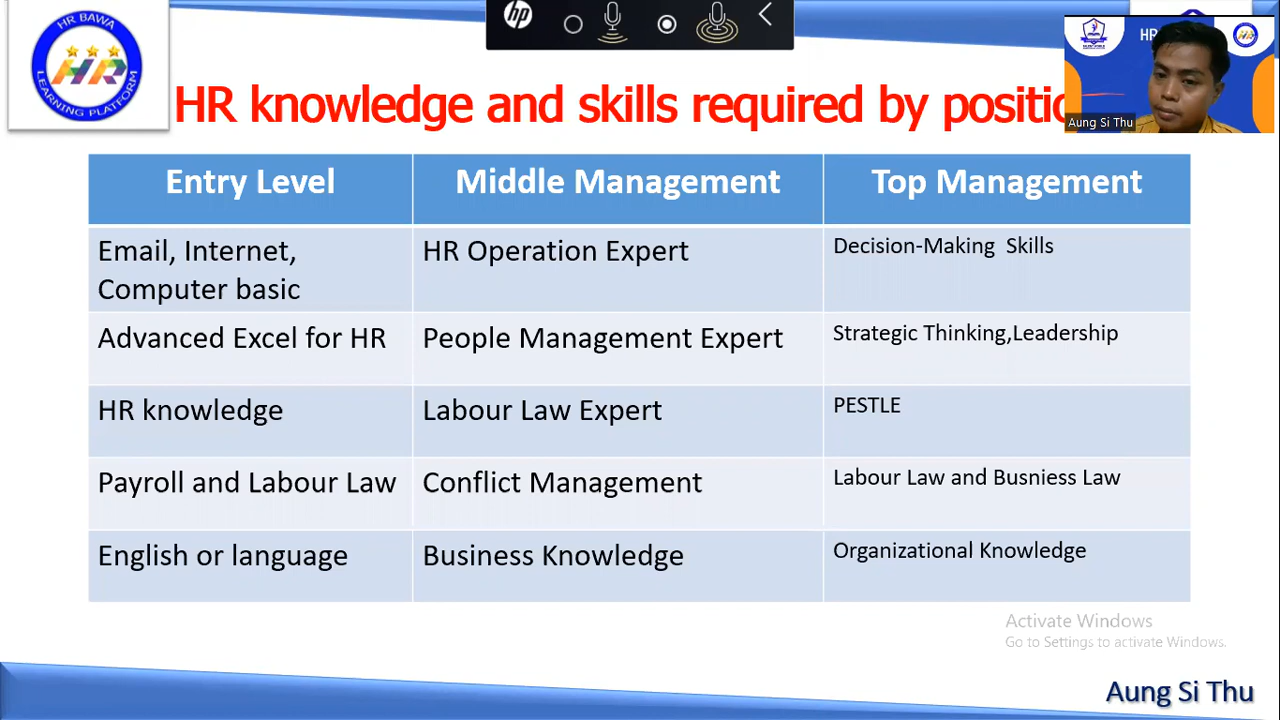 HR BAWA
HR
LEARNING PLATFORM
hp
HR
Aung Si Thu
HR knowledge and skills required by positio
Entry Level
Middle Management
Top Management
Email, Internet,
Computer basic
HR Operation Expert
Decision-Making Skills
Advanced Excel for HR
People Management Expert
Strategic Thinking,Leadership
HR knowledge
Labour Law Expert
PESTLE
Payroll and Labour Law
Conflict Management
Labour Law and Busniess Law
English or language
Business Knowledge
Organizational Knowledge
Activate Windows
Go to Settings to activate Windows.
Aung Si Thu